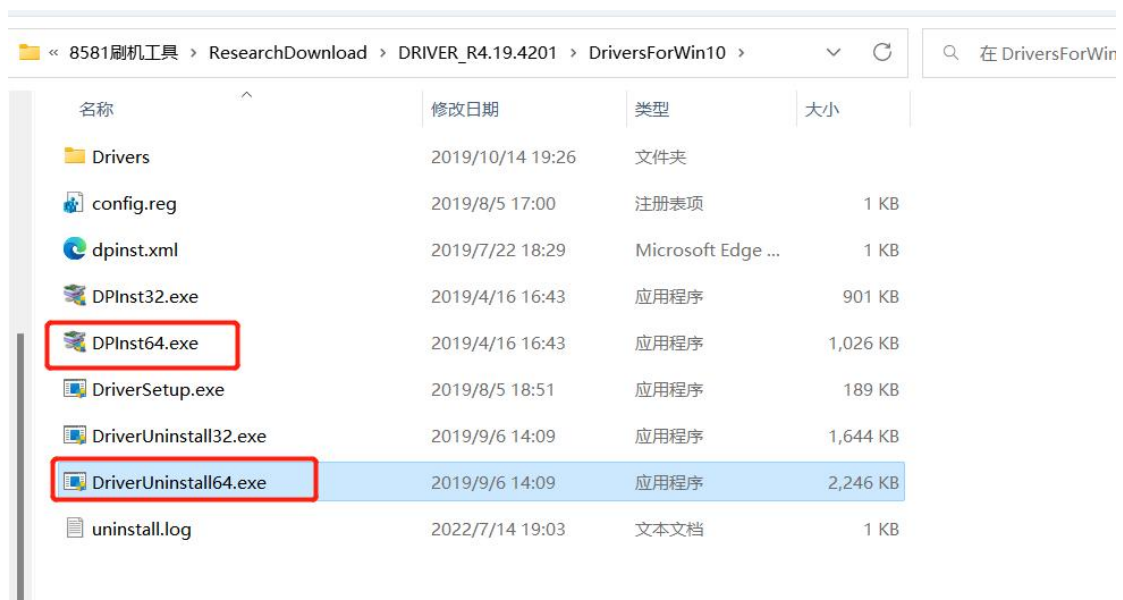 « 8581刷机工具 › ResearchDownload › DRIVER_R4.19.4201 › DriversForWin10 › 在 DriversForWin
名称 修改日期 类型 大小
Drivers 2019/10/14 19:26 文件夹
config.reg 2019/8/5 17:00 注册表项 1 KB
dpinst.xml 2019/7/22 18:29 Microsoft Edge ... 1 KB
DPInst32.exe 2019/4/16 16:43 应用程序 901 KB
DPInst64.exe 2019/4/16 16:43 应用程序 1,026 KB
DriverSetup.exe 2019/8/5 18:51 应用程序 189 KB
DriverUninstall32.exe 2019/9/6 14:09 应用程序 1,644 KB
DriverUninstall64.exe 2019/9/6 14:09 应用程序 2,246 KB
uninstall.log 2022/7/14 19:03 文本文档 1 KB